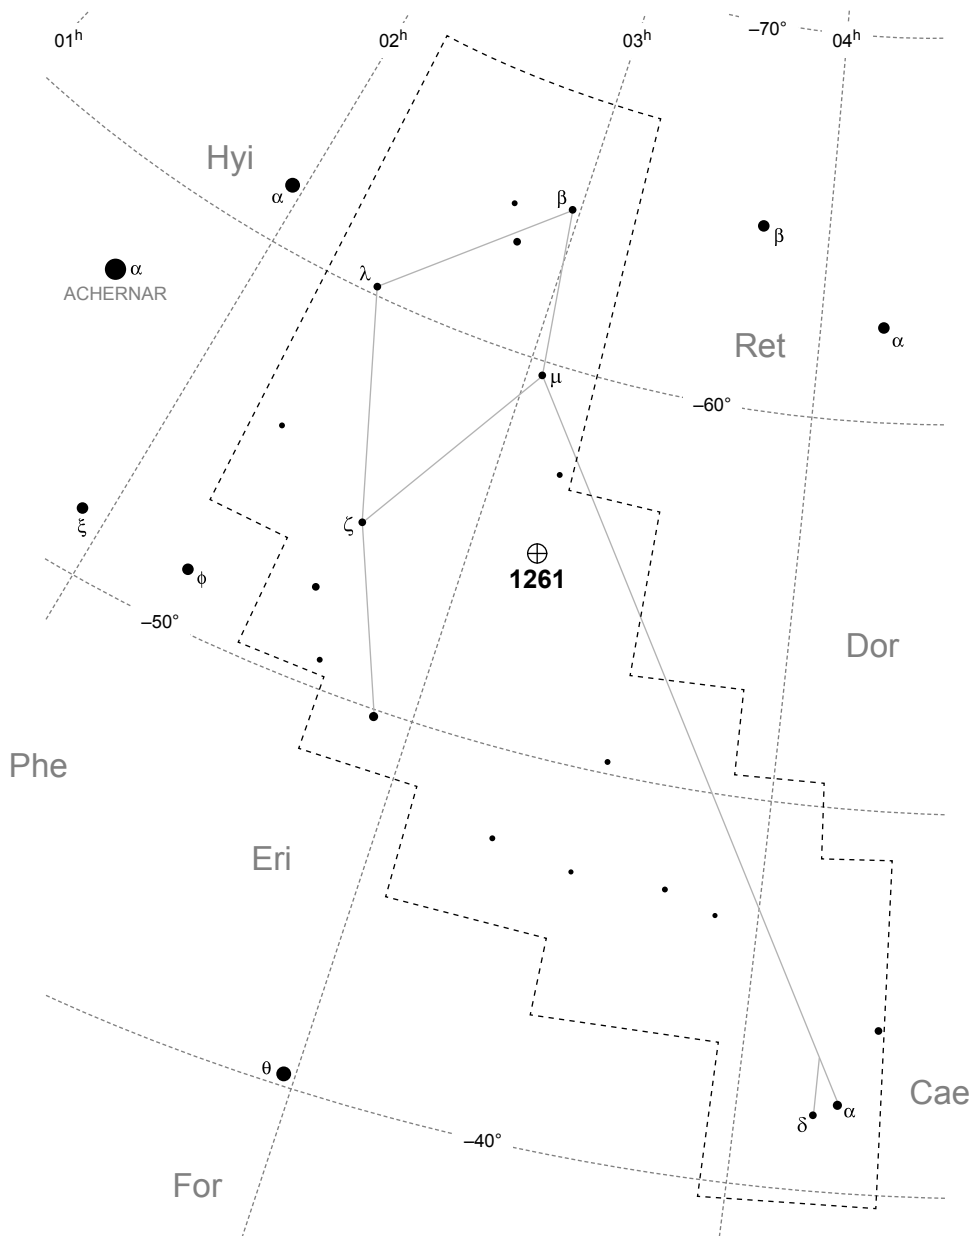 –70°
01ʰ
02ʰ
03ʰ
04ʰ
Hyi
α
β
β
α
ACHERNAR
λ
α
Ret
μ
–60°
ξ
ζ
ϕ
1261
–50°
Dor
Phe
Eri
θ
Cae
δ
α
–40°
For